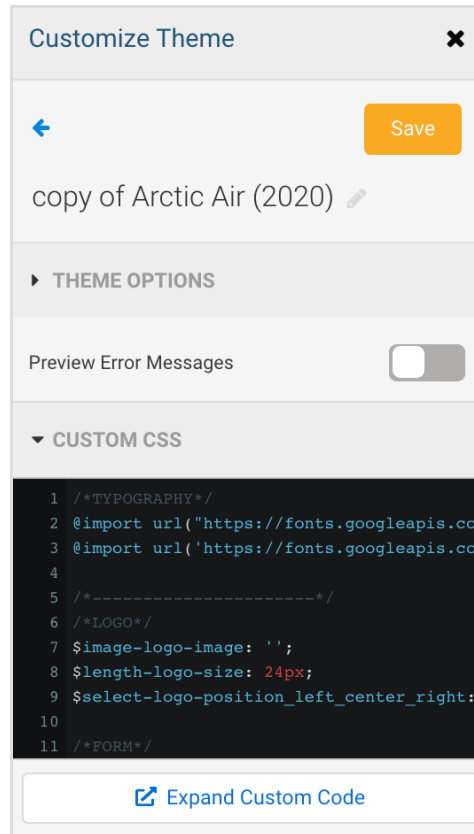 Customize Theme
Save
copy of Arctic Air (2020)
THEME OPTIONS
Preview Error Messages
CUSTOM CSS
1 /*TYPOGRAPHY*/
2 @import url("https://fonts.googleapis.co
3 @import url('https://fonts.googleapis.co
4
5 /*----------------------*/
6 /*LOGO*/
7 $image-logo-image: '';
8 $length-logo-size: 24px;
9 $select-logo-position_left_center_right:
10
11 /*FORM*/
Expand Custom Code